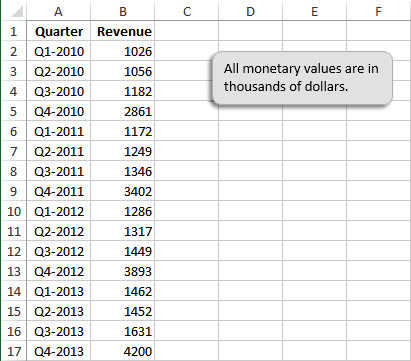 A B C D E F
1 Quarter Revenue
2 Q1-2010 1026
3 Q2-2010 1056
All monetary values are in
thousands of dollars.
4 Q3-2010 1182
5 Q4-2010 2861
6 Q1-2011 1172
7 Q2-2011 1249
8 Q3-2011 1346
9 Q4-2011 3402
10 Q1-2012 1286
11 Q2-2012 1317
12 Q3-2012 1449
13 Q4-2012 3893
14 Q1-2013 1462
15 Q2-2013 1452
16 Q3-2013 1631
17 Q4-2013 4200